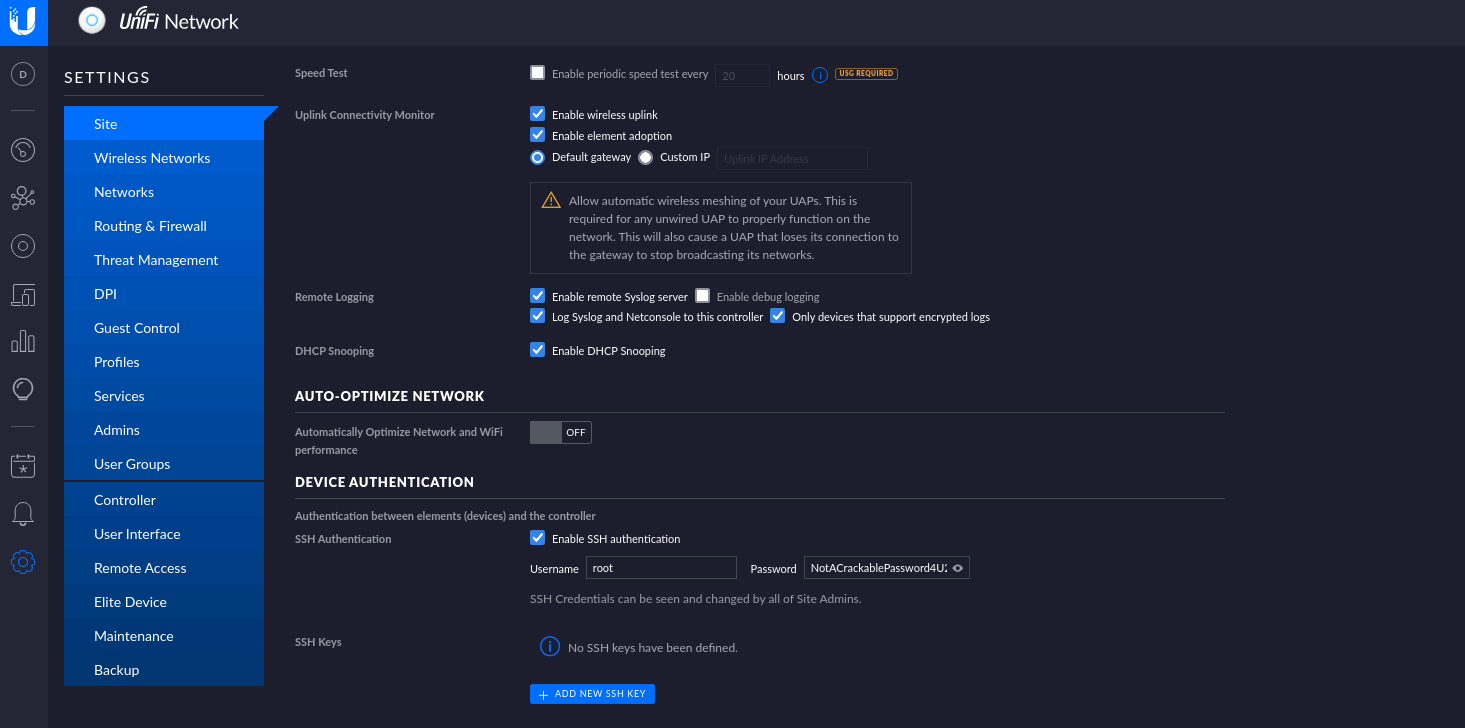 UniFi Network
D
SETTINGS
Site
Wireless Networks
Networks
Routing & Firewall
Threat Management
DPI
Guest Control
Profiles
Services
Admins
User Groups
Controller
User Interface
Remote Access
Elite Device
Maintenance
Backup
Speed Test
Enable periodic speed test every 20 hours USG REQUIRED
Uplink Connectivity Monitor
Enable wireless uplink
Enable element adoption
Default gateway Custom IP Uplink IP Address
Allow automatic wireless meshing of your UAPs. This is
required for any unwired UAP to properly function on the
network. This will also cause a UAP that loses its connection to
the gateway to stop broadcasting its networks.
Remote Logging
Enable remote Syslog server Enable debug logging
Log Syslog and Netconsole to this controller Only devices that support encrypted logs
DHCP Snooping
Enable DHCP Snooping
AUTO-OPTIMIZE NETWORK
Automatically Optimize Network and WiFi
performance
OFF
DEVICE AUTHENTICATION
Authentication between elements (devices) and the controller
SSH Authentication
Enable SSH authentication
Username root Password NotACrackablePassword4U2
SSH Credentials can be seen and changed by all of Site Admins.
SSH Keys
No SSH keys have been defined.
+ ADD NEW SSH KEY